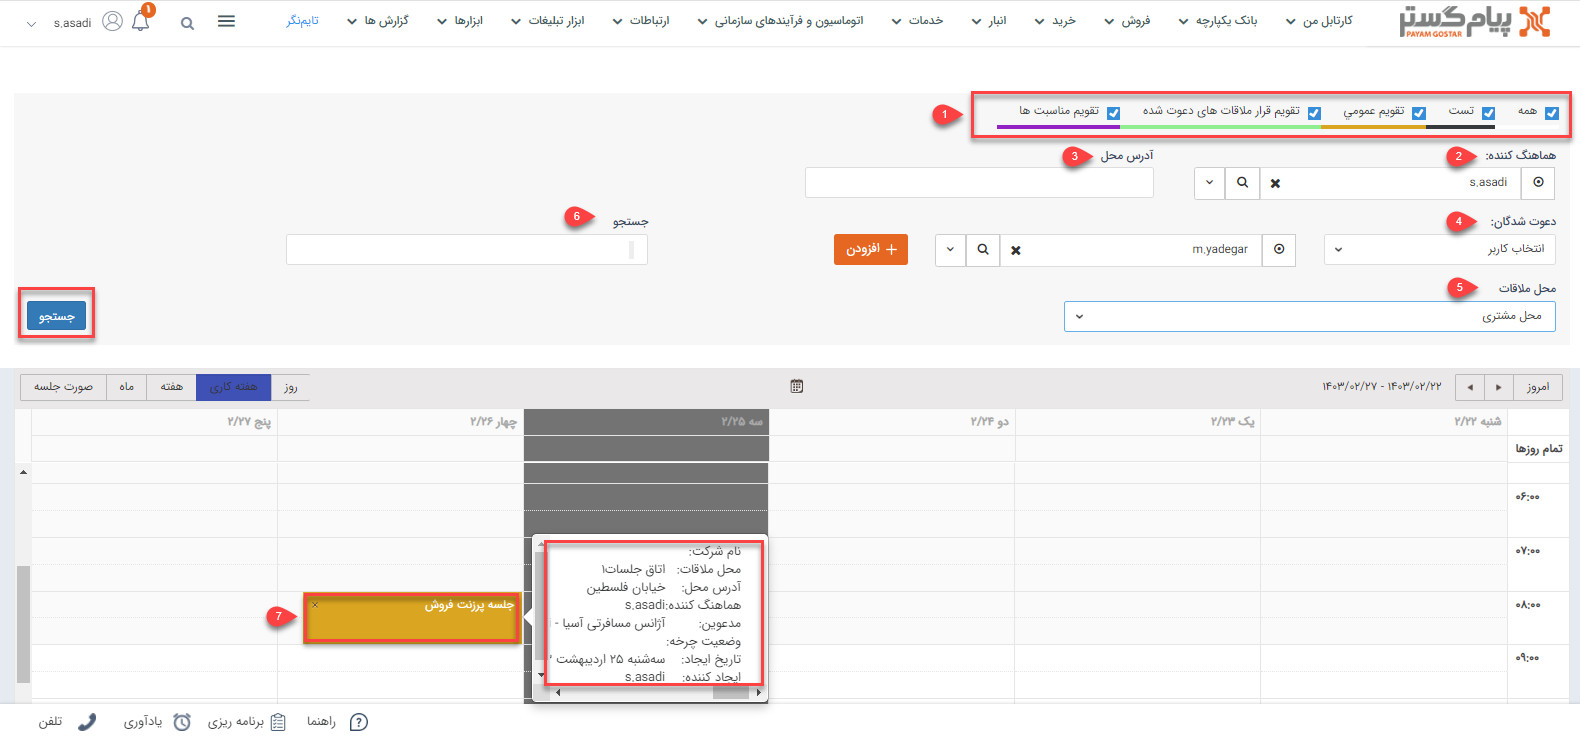 پیام گستر
PAYAM GOSTAR
کارتابل من
بانک یکپارچه
فروش
خرید
انبار
خدمات
اتوماسیون و فرآیندهای سازمانی
ارتباطات
ابزار تبلیغات
ابزارها
گزارش ها
تایم‌نگر
۱
s.asadi
همه
تست
تقویم عمومي
تقویم قرار ملاقات های دعوت شده
تقویم مناسبت ها
1
هماهنگ کننده:
2
آدرس محل
3
s.asadi
دعوت شدگان:
4
جستجو
6
انتخاب کاربر
m.yadegar
+ افزودن
محل ملاقات
5
محل مشتری
جستجو
امروز
۱۴۰۳/۰۲/۲۲ - ۱۴۰۳/۰۲/۲۷
روز
هفته کاری
هفته
ماه
صورت جلسه
شنبه ۲/۲۲
یک ۲/۲۳
دو ۲/۲۴
سه ۲/۲۵
چهار ۲/۲۶
پنج ۲/۲۷
تمام روزها
۰۶:۰۰
۰۷:۰۰
۰۸:۰۰
۰۹:۰۰
نام شرکت:
محل ملاقات: اتاق جلسات۱
آدرس محل: خیابان فلسطین
هماهنگ کننده:s.asadi
مدعوین: آژانس مسافرتی آسیا -
وضعیت چرخه:
تاریخ ایجاد: سه‌شنبه ۲۵ اردیبهشت
ایجاد کننده: s.asadi
جلسه پرزنت فروش
7
راهنما
برنامه ریزی
یادآوری
تلفن